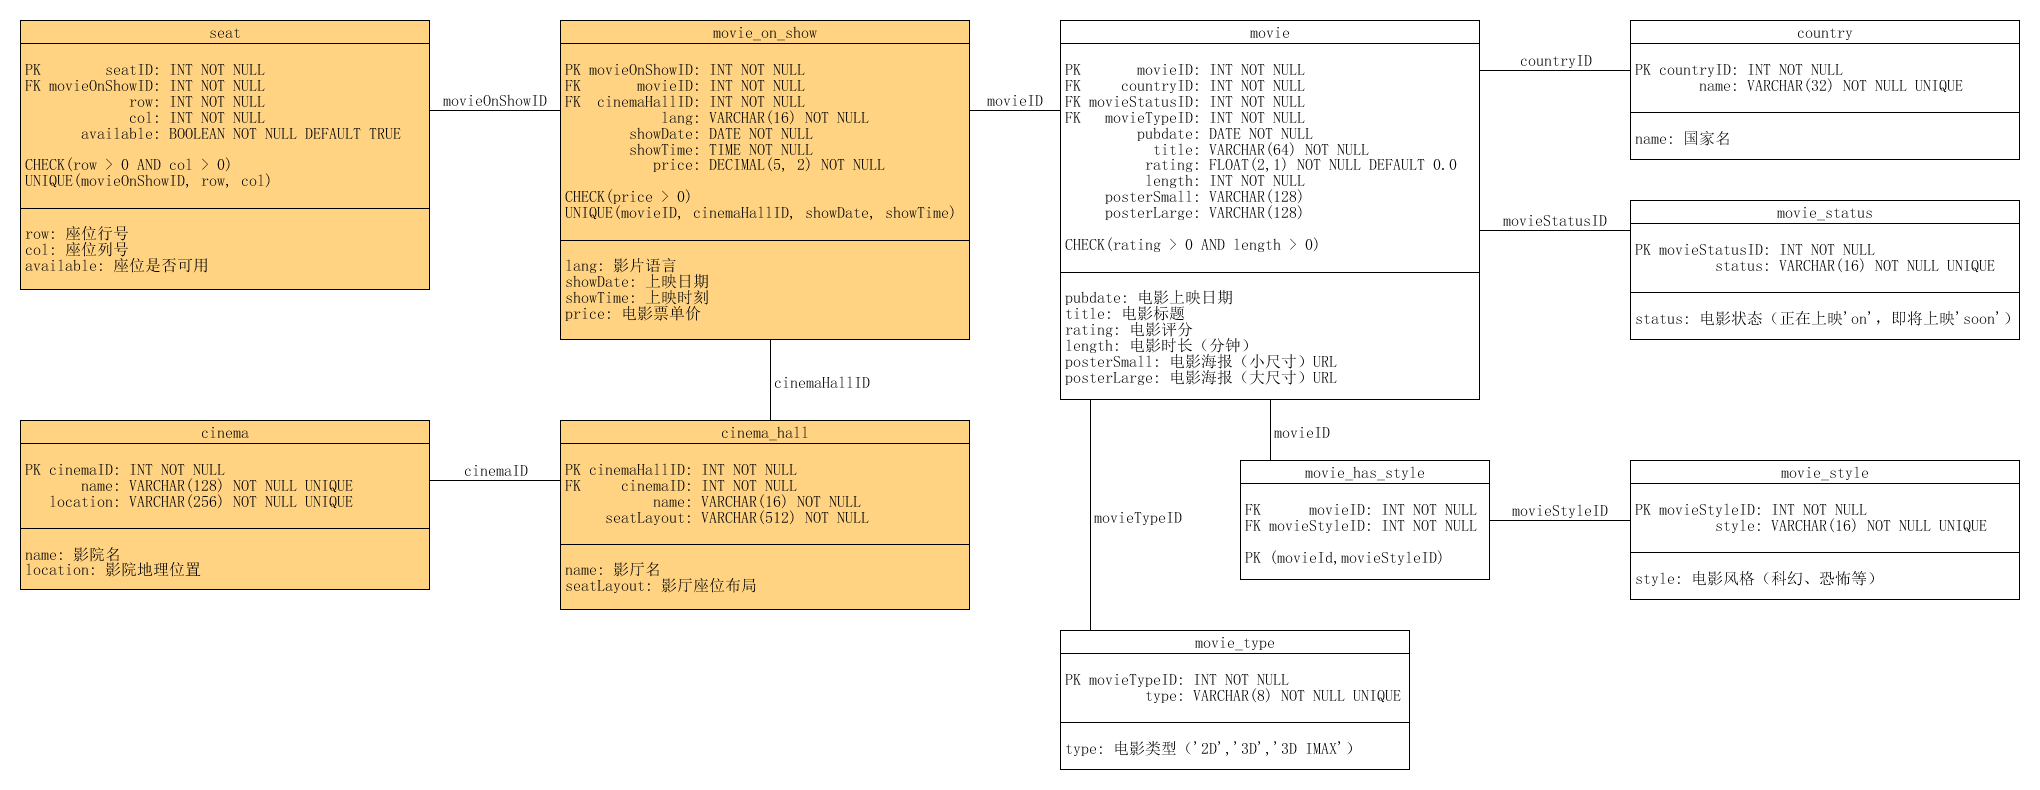 seat
PK seatID: INT NOT NULL
FK movieOnShowID: INT NOT NULL
row: INT NOT NULL
col: INT NOT NULL
available: BOOLEAN NOT NULL DEFAULT TRUE
CHECK(row > 0 AND col > 0)
UNIQUE(movieOnShowID, row, col)
row: 座位行号
col: 座位列号
available: 座位是否可用
movieOnShowID
movie_on_show
PK movieOnShowID: INT NOT NULL
FK movieID: INT NOT NULL
FK cinemaHallID: INT NOT NULL
lang: VARCHAR(16) NOT NULL
showDate: DATE NOT NULL
showTime: TIME NOT NULL
price: DECIMAL(5, 2) NOT NULL
CHECK(price > 0)
UNIQUE(movieID, cinemaHallID, showDate, showTime)
lang: 影片语言
showDate: 上映日期
showTime: 上映时刻
price: 电影票单价
movieID
movie
PK movieID: INT NOT NULL
FK countryID: INT NOT NULL
FK movieStatusID: INT NOT NULL
FK movieTypeID: INT NOT NULL
pubdate: DATE NOT NULL
title: VARCHAR(64) NOT NULL
rating: FLOAT(2,1) NOT NULL DEFAULT 0.0
length: INT NOT NULL
posterSmall: VARCHAR(128)
posterLarge: VARCHAR(128)
CHECK(rating > 0 AND length > 0)
pubdate: 电影上映日期
title: 电影标题
rating: 电影评分
length: 电影时长（分钟）
posterSmall: 电影海报（小尺寸）URL
posterLarge: 电影海报（大尺寸）URL
countryID
country
PK countryID: INT NOT NULL
name: VARCHAR(32) NOT NULL UNIQUE
name: 国家名
movieStatusID
movie_status
PK movieStatusID: INT NOT NULL
status: VARCHAR(16) NOT NULL UNIQUE
status: 电影状态（正在上映'on'，即将上映'soon'）
cinemaHallID
cinema
PK cinemaID: INT NOT NULL
name: VARCHAR(128) NOT NULL UNIQUE
location: VARCHAR(256) NOT NULL UNIQUE
name: 影院名
location: 影院地理位置
cinemaID
cinema_hall
PK cinemaHallID: INT NOT NULL
FK cinemaID: INT NOT NULL
name: VARCHAR(16) NOT NULL
seatLayout: VARCHAR(512) NOT NULL
name: 影厅名
seatLayout: 影厅座位布局
movieID
movieTypeID
movie_has_style
FK movieID: INT NOT NULL
FK movieStyleID: INT NOT NULL
PK (movieId,movieStyleID)
movieStyleID
movie_style
PK movieStyleID: INT NOT NULL
style: VARCHAR(16) NOT NULL UNIQUE
style: 电影风格（科幻、恐怖等）
movie_type
PK movieTypeID: INT NOT NULL
type: VARCHAR(8) NOT NULL UNIQUE
type: 电影类型（'2D','3D','3D IMAX'）